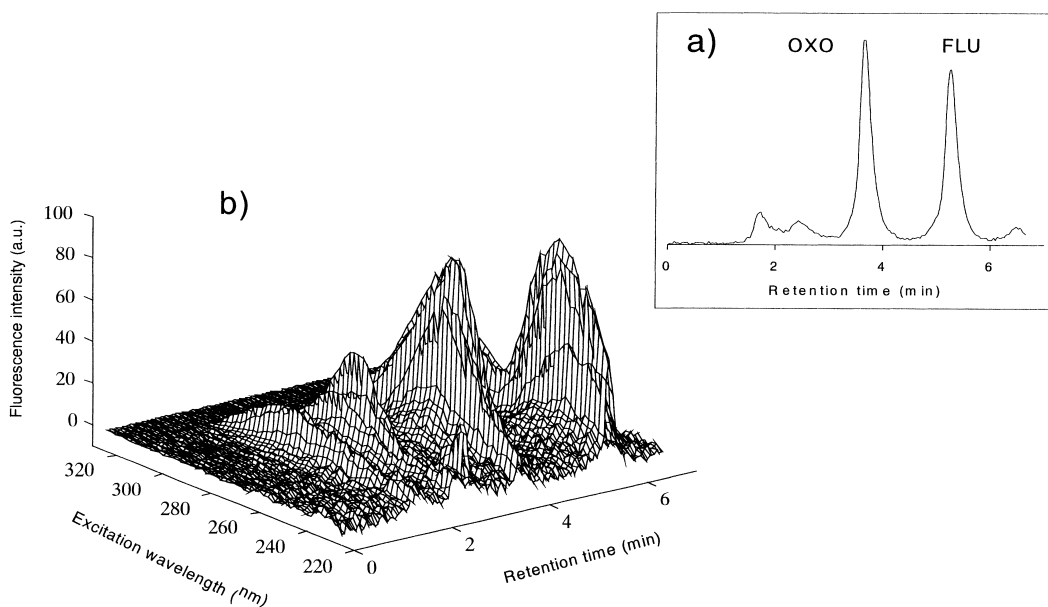 a)
OXO
FLU
0 2 4 6
Retention time (min)
b)
100
80
60
40
20
0
Fluorescence intensity (a.u.)
320
300
280
260
240
220
Excitation wavelength (nm)
0
2
4
6
Retention time (min)